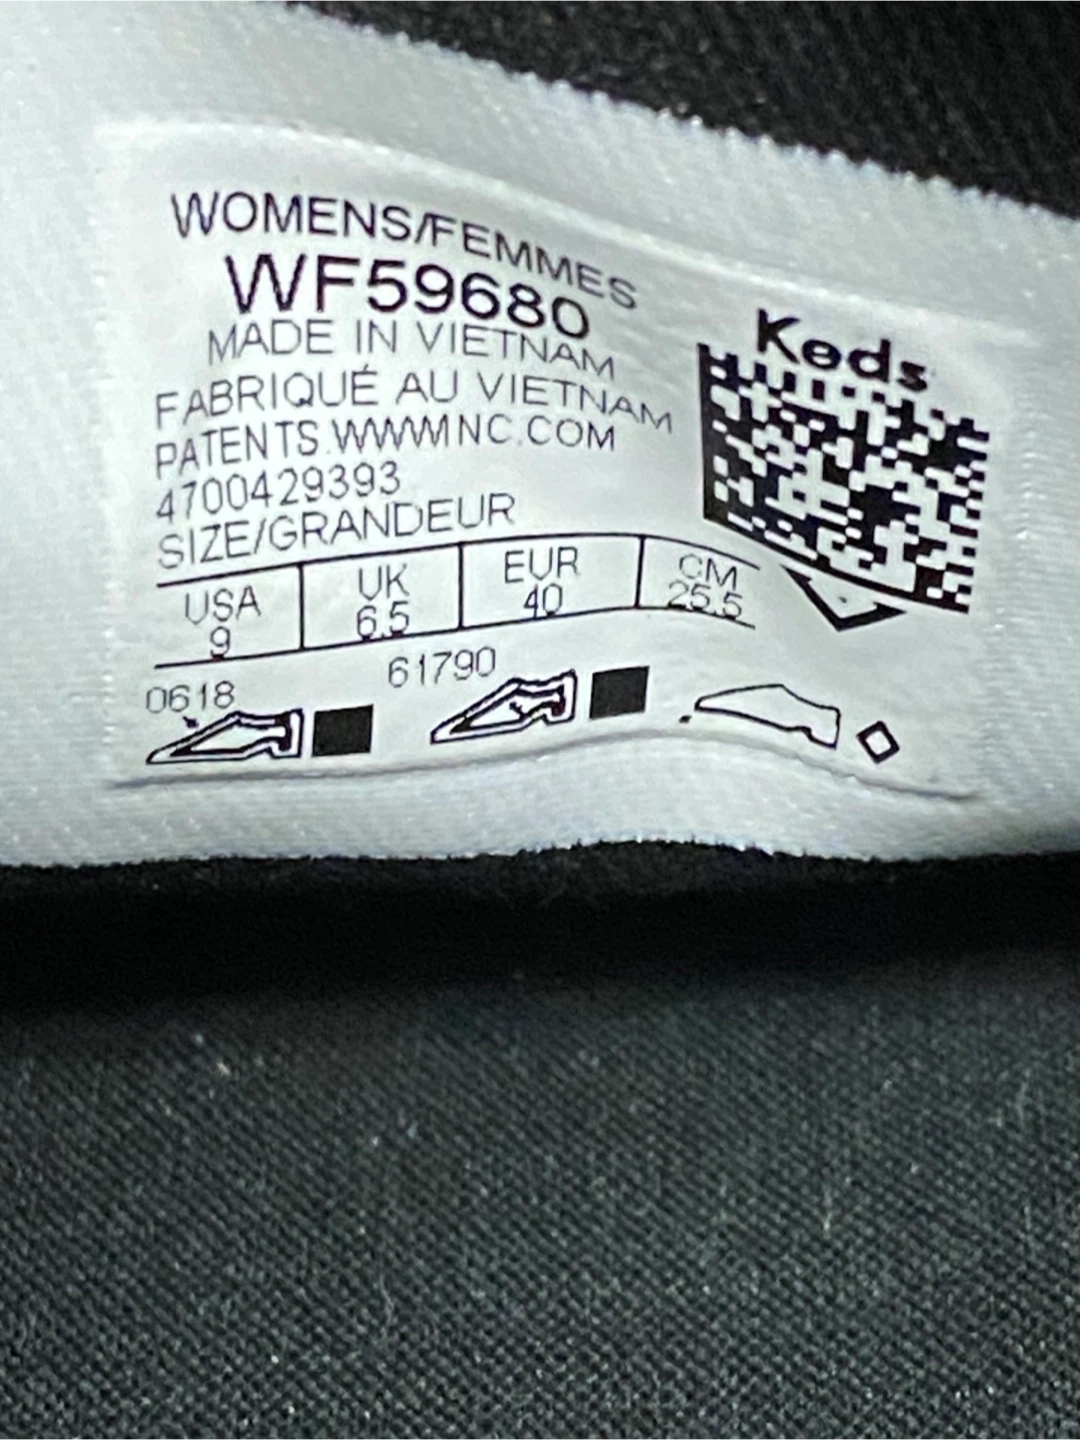 WOMENS/FEMMES
WF59680
MADE IN VIETNAM
FABRIQUÉ AU VIETNAM
PATENTS.WWWMNC.COM
4700429393
SIZE/GRANDEUR
USA UK EUR CM
9 6.5 40 25.5
0618 61790
Keds